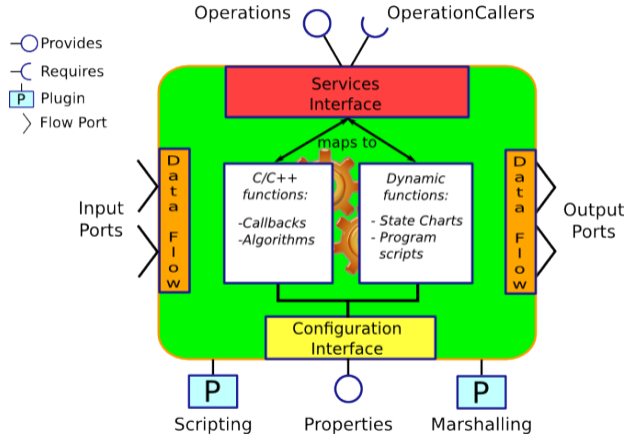 Operations
OperationCallers
Provides
Requires
P
Plugin
Flow Port
Services
Interface
maps to
C/C++
functions:
-Callbacks
-Algorithms
Dynamic
functions:
- State Charts
- Program
scripts
Input
Ports
Data Flow
Data Flow
Output
Ports
Configuration
Interface
P
P
Scripting
Properties
Marshalling